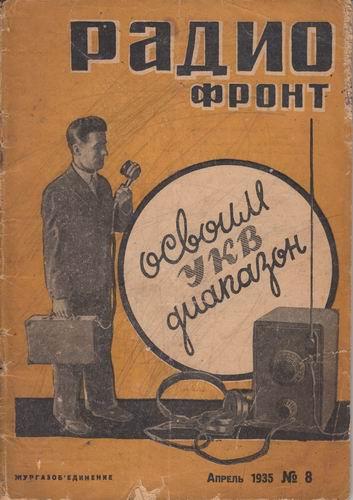 РАДИО
ФРОНТ
освоим
УКВ
диапазон
ЖУРГАЗОБ'ЕДИНЕНИЕ
АПРЕЛЬ 1935 № 8